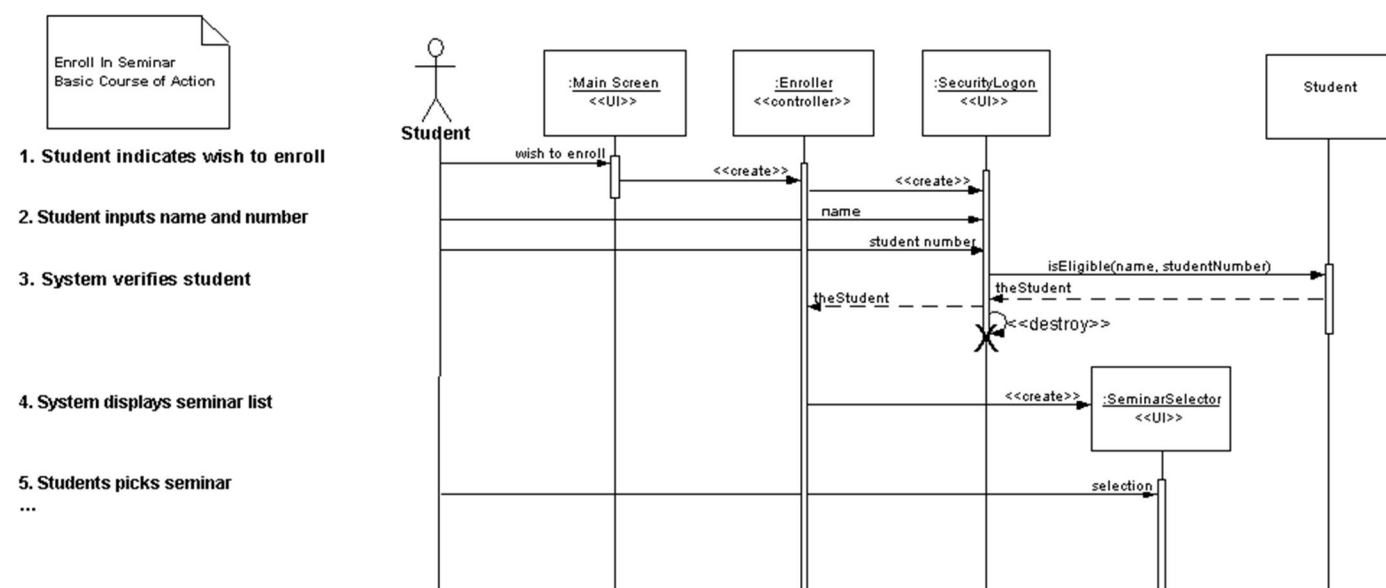 Enroll In Seminar
Basic Course of Action
Student
:Main Screen
<<UI>>
:Enroller
<<controller>>
:SecurityLogon
<<UI>>
Student
1. Student indicates wish to enroll
wish to enroll
<<create>>
<<create>>
2. Student inputs name and number
name
student number
3. System verifies student
isEligible(name, studentNumber)
theStudent
theStudent
<<destroy>>
4. System displays seminar list
<<create>>
:SeminarSelector
<<UI>>
5. Students picks seminar
selection
...